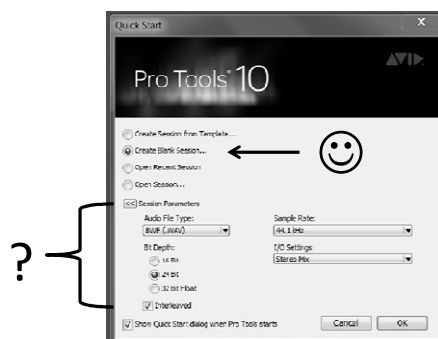 Quick Start
X
AVID
Pro Tools® 10
Create Session from Template...
Create Blank Session...
Open Recent Session
Open Session...
<< Session Parameters
Audio File Type: Sample Rate:
BWF (.WAV) 44.1 kHz
Bit Depth: I/O Settings:
16 Bit Stereo Mix
24 Bit
32 Bit Float
Interleaved
?
Show Quick Start dialog when Pro Tools starts Cancel OK